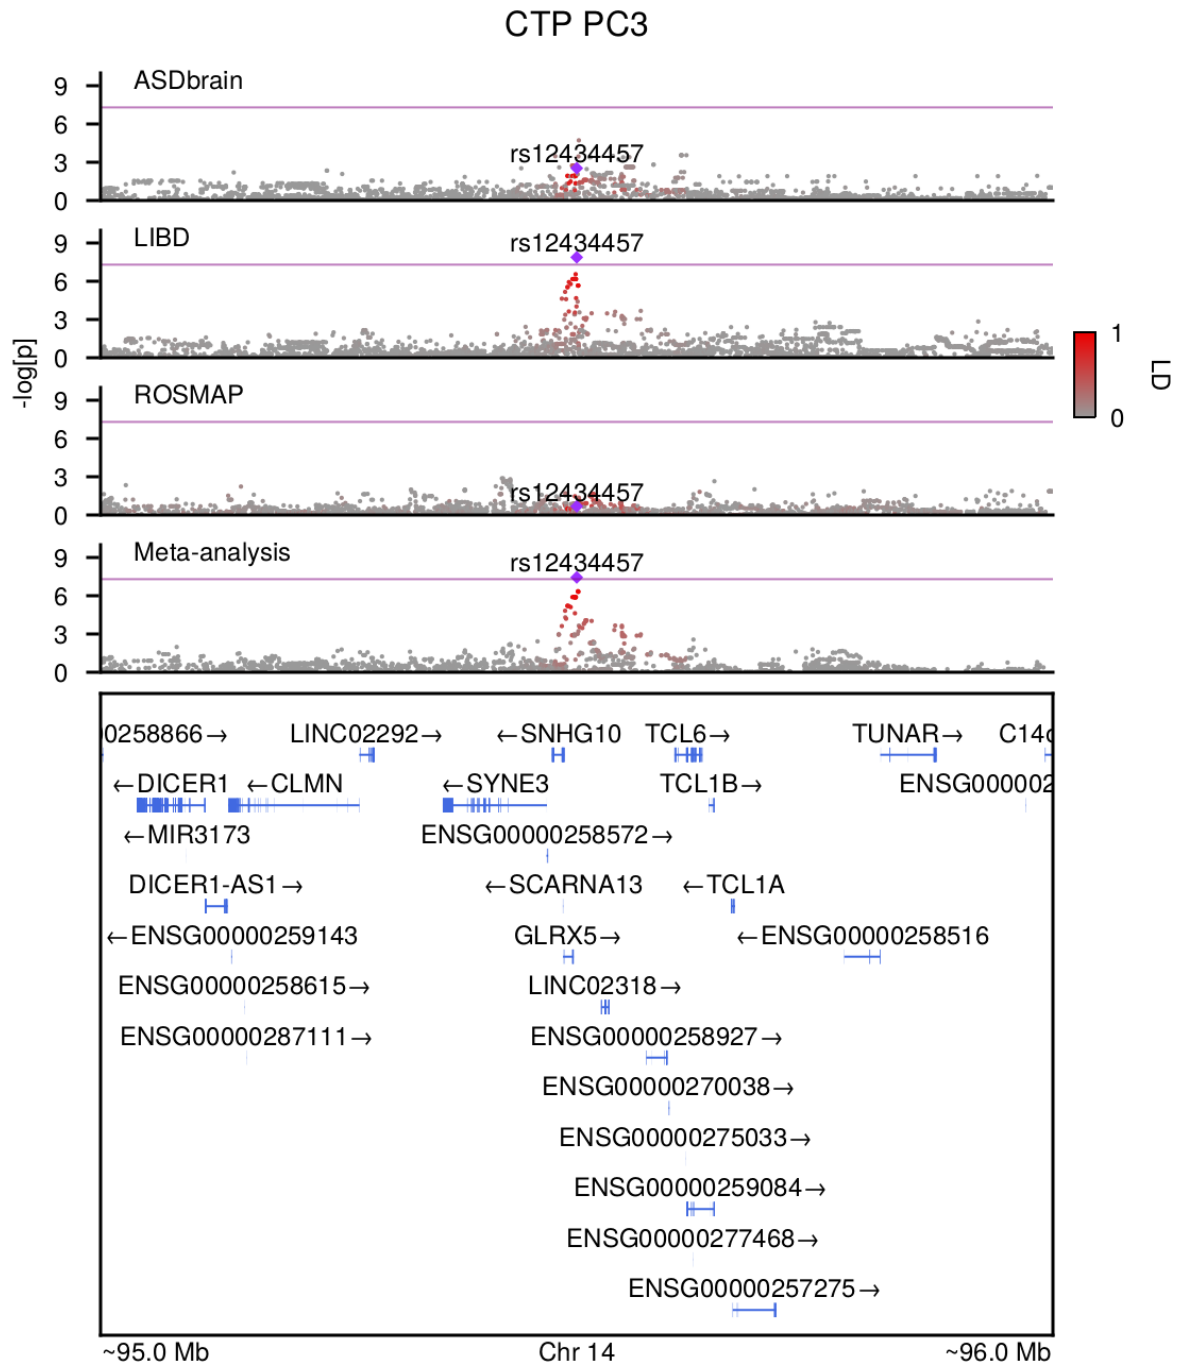 CTP PC3
ASDbrain
9
6
3
0
rs12434457
LIBD
9
6
3
0
rs12434457
ROSMAP
9
6
3
0
rs12434457
Meta-analysis
9
6
3
0
rs12434457
-log[p]
1
0
LD
0258866→ LINC02292→ ←SNHG10 TCL6→ TUNAR→ C14
←DICER1 ←CLMN ←SYNE3 TCL1B→ ENSG000002
←MIR3173 ENSG00000258572→
DICER1-AS1→ ←SCARNA13 ←TCL1A
←ENSG00000259143 GLRX5→ ←ENSG00000258516
ENSG00000258615→ LINC02318→
ENSG00000287111→ ENSG00000258927→
ENSG00000270038→
ENSG00000275033→
ENSG00000259084→
ENSG00000277468→
ENSG00000257275→
~95.0 Mb Chr 14 ~96.0 Mb